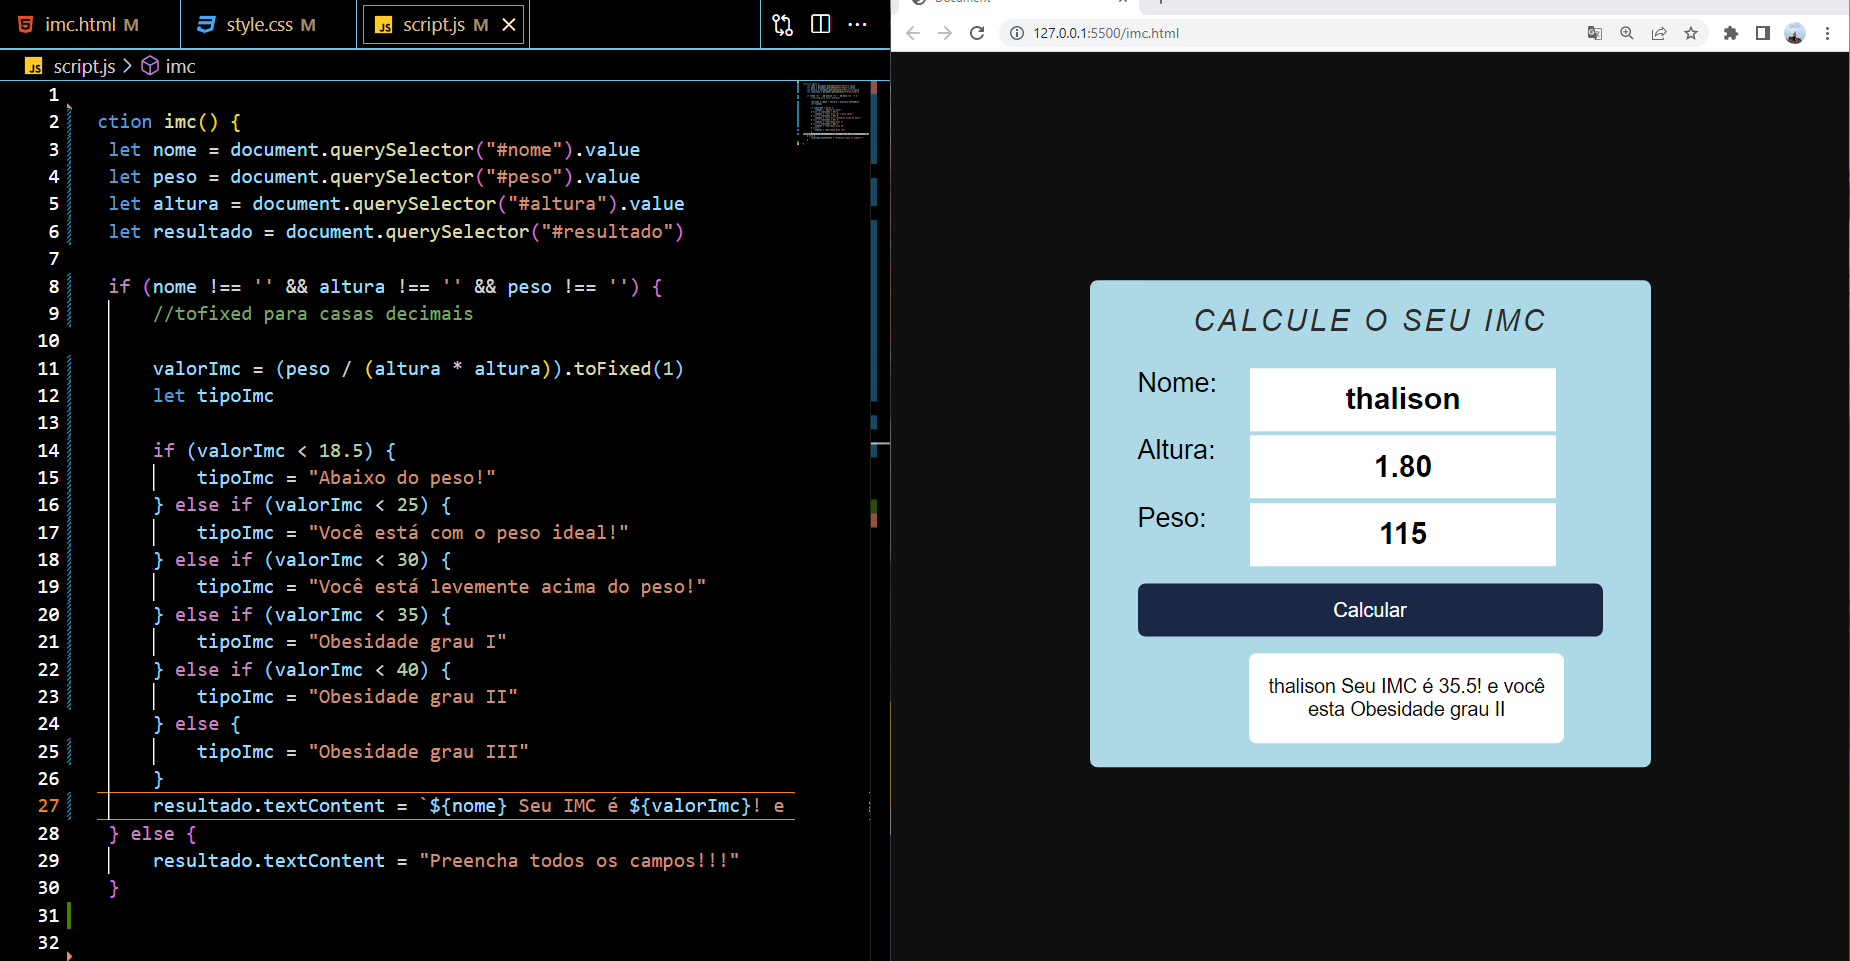 imc.html M
style.css M
JS script.js M
JS script.js > imc
1
2 ction imc() {
3 let nome = document.querySelector("#nome").value
4 let peso = document.querySelector("#peso").value
5 let altura = document.querySelector("#altura").value
6 let resultado = document.querySelector("#resultado")
7
8 if (nome !== '' && altura !== '' && peso !== '') {
9 //tofixed para casas decimais
10
11 valorImc = (peso / (altura * altura)).toFixed(1)
12 let tipoImc
13
14 if (valorImc < 18.5) {
15 tipoImc = "Abaixo do peso!"
16 } else if (valorImc < 25) {
17 tipoImc = "Você está com o peso ideal!"
18 } else if (valorImc < 30) {
19 tipoImc = "Você está levemente acima do peso!"
20 } else if (valorImc < 35) {
21 tipoImc = "Obesidade grau I"
22 } else if (valorImc < 40) {
23 tipoImc = "Obesidade grau II"
24 } else {
25 tipoImc = "Obesidade grau III"
26 }
27 resultado.textContent = `${nome} Seu IMC é ${valorImc}! e
28 } else {
29 resultado.textContent = "Preencha todos os campos!!!"
30 }
31
32
127.0.0.1:5500/imc.html
CALCULE O SEU IMC
Nome: thalison
Altura: 1.80
Peso: 115
Calcular
thalison Seu IMC é 35.5! e você
esta Obesidade grau II